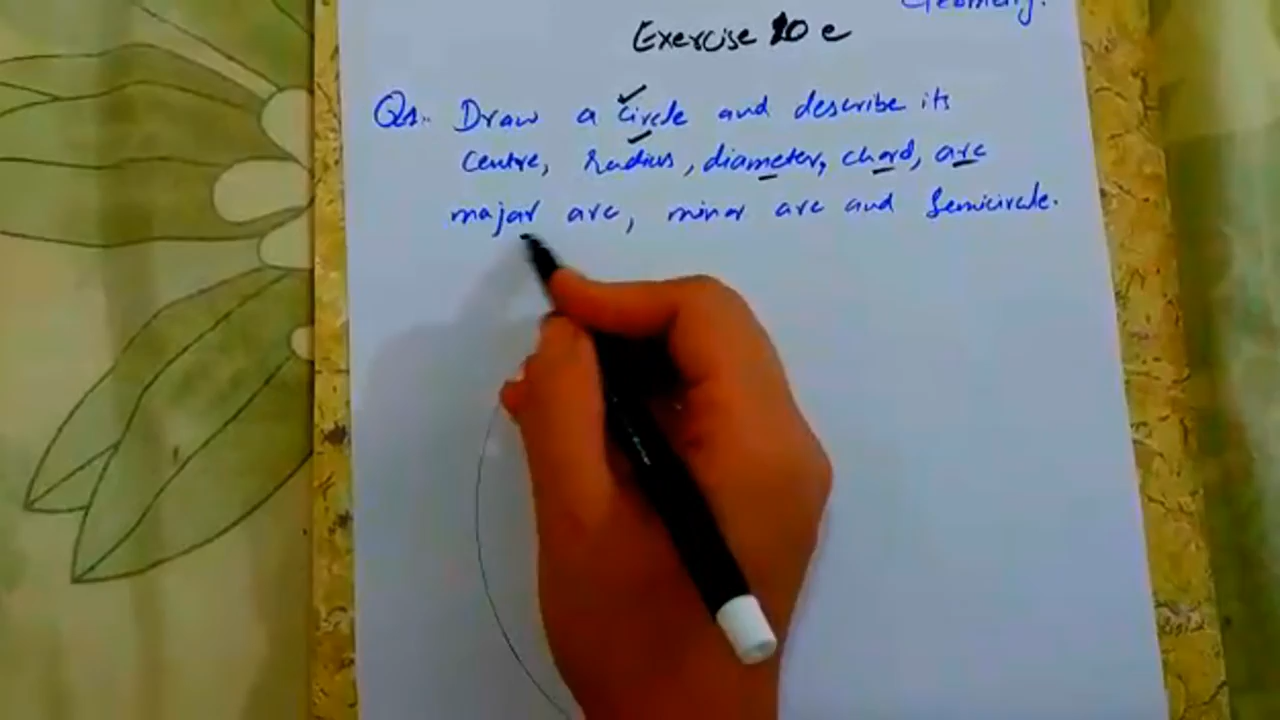 Geometry.
Exercise 10 e
Q1.. Draw a circle and describe its
centre, radius, diameter, chord, arc
major arc, minor arc and Semicircle.